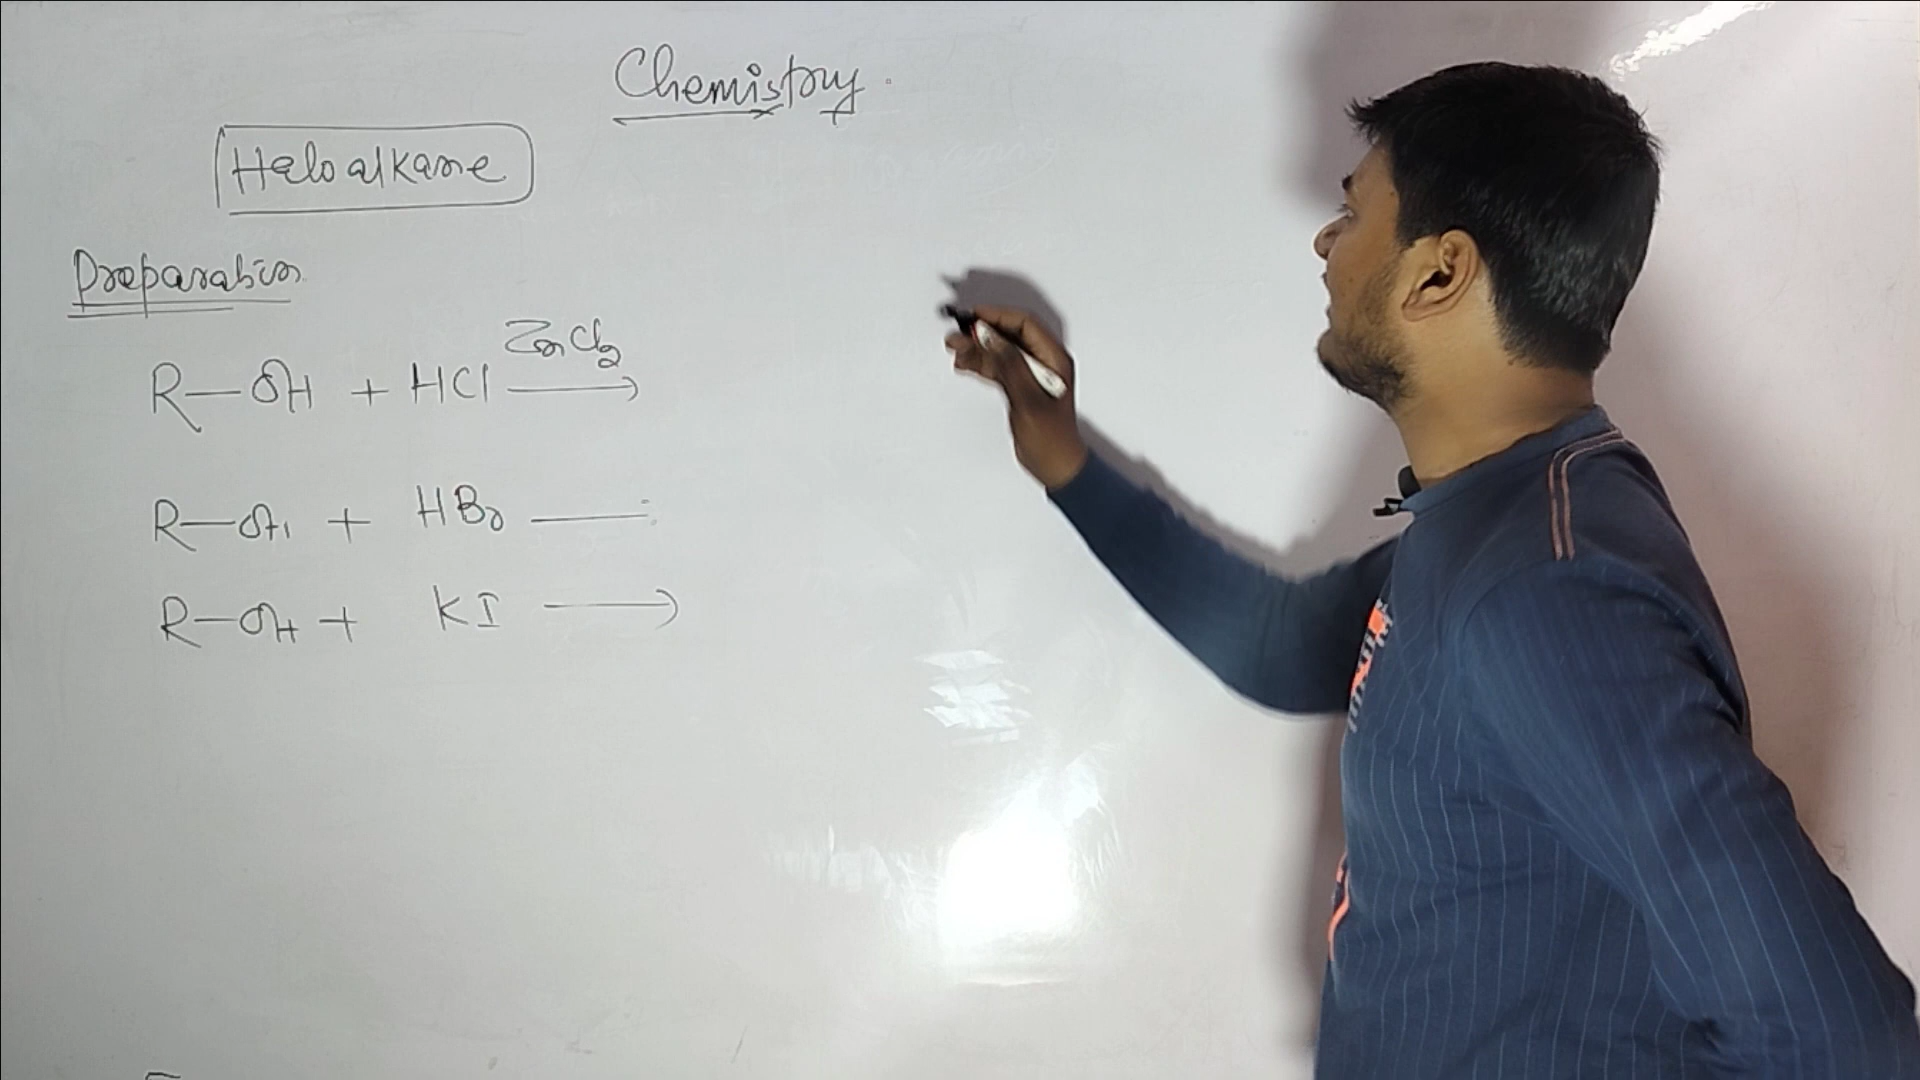 Chemistry
Haloalkane
Preparation
R—OH + HCl ZnCl2 →
R—OH + HBr —
R—OH + KI →